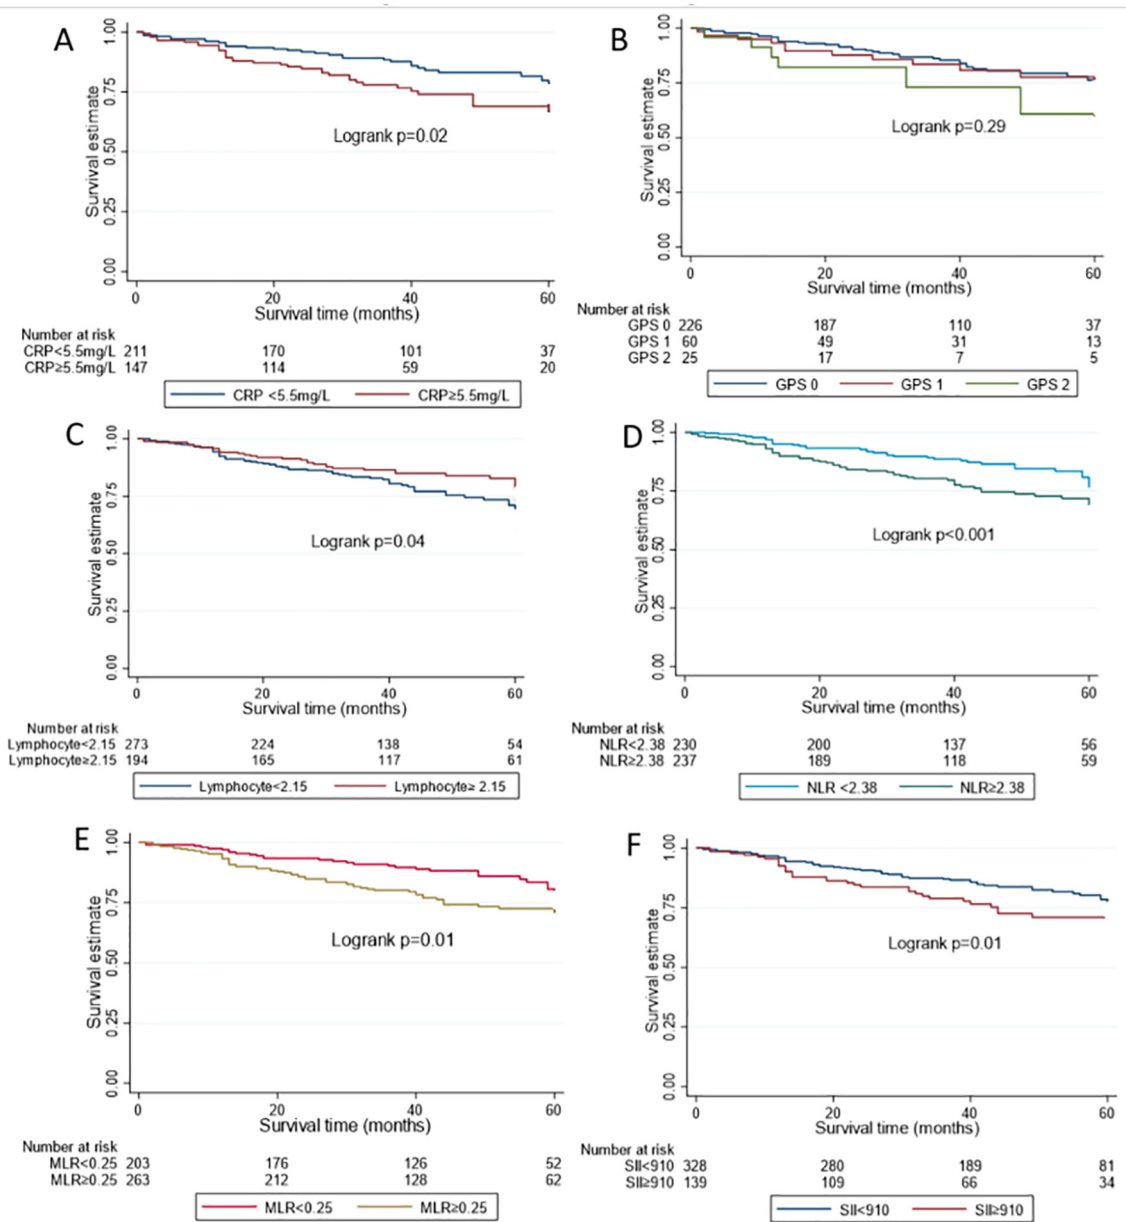 A
1.00
0.75
0.50
0.25
0.00
Survival estimate
Logrank p=0.02
0 20 40 60
Survival time (months)
Number at risk
CRP<5.5mg/L 211 170 101 37
CRP≥5.5mg/L 147 114 59 20
CRP <5.5mg/L CRP≥5.5mg/L
B
1.00
0.75
0.50
0.25
0.00
Survival estimate
Logrank p=0.29
0 20 40 60
Survival time (months)
Number at risk
GPS 0 226 187 110 37
GPS 1 60 49 31 13
GPS 2 25 17 7 5
GPS 0 GPS 1 GPS 2
C
1.00
0.75
0.50
0.25
0.00
Survival estimate
Logrank p=0.04
0 20 40 60
Survival time (months)
Number at risk
Lymphocyte<2.15 273 224 138 54
Lymphocyte≥2.15 194 165 117 61
Lymphocyte<2.15 Lymphocyte≥ 2.15
D
1.00
0.75
0.50
0.25
0.00
Survival estimate
Logrank p<0.001
0 20 40 60
Survival time (months)
Number at risk
NLR<2.38 230 200 137 56
NLR≥2.38 237 189 118 59
NLR <2.38 NLR≥2.38
E
1.00
0.75
0.50
0.25
0.00
Survival estimate
Logrank p=0.01
0 20 40 60
Survival time (months)
Number at risk
MLR<0.25 203 176 126 52
MLR≥0.25 263 212 128 62
MLR<0.25 MLR≥0.25
F
1.00
0.75
0.50
0.25
0.00
Survival estimate
Logrank p=0.01
0 20 40 60
Survival time (months)
Number at risk
SII<910 328 280 189 81
SII≥910 139 109 66 34
SII<910 SII≥910